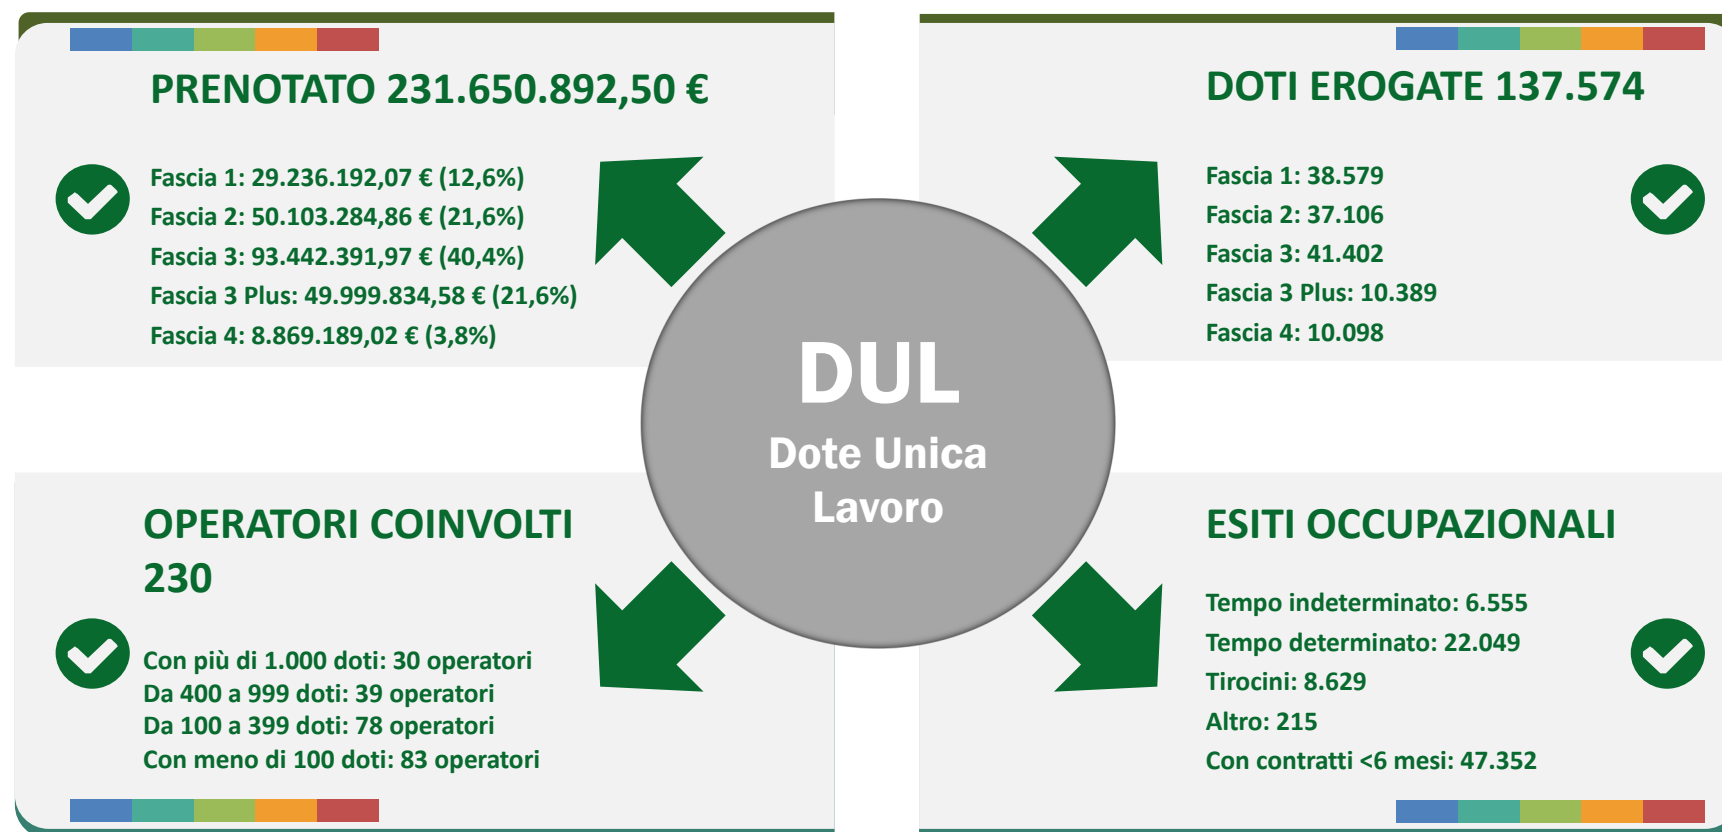 PRENOTATO 231.650.892,50 €
Fascia 1: 29.236.192,07 € (12,6%)
Fascia 2: 50.103.284,86 € (21,6%)
Fascia 3: 93.442.391,97 € (40,4%)
Fascia 3 Plus: 49.999.834,58 € (21,6%)
Fascia 4: 8.869.189,02 € (3,8%)
DOTI EROGATE 137.574
Fascia 1: 38.579
Fascia 2: 37.106
Fascia 3: 41.402
Fascia 3 Plus: 10.389
Fascia 4: 10.098
DUL
Dote Unica
Lavoro
OPERATORI COINVOLTI
230
Con più di 1.000 doti: 30 operatori
Da 400 a 999 doti: 39 operatori
Da 100 a 399 doti: 78 operatori
Con meno di 100 doti: 83 operatori
ESITI OCCUPAZIONALI
Tempo indeterminato: 6.555
Tempo determinato: 22.049
Tirocini: 8.629
Altro: 215
Con contratti <6 mesi: 47.352